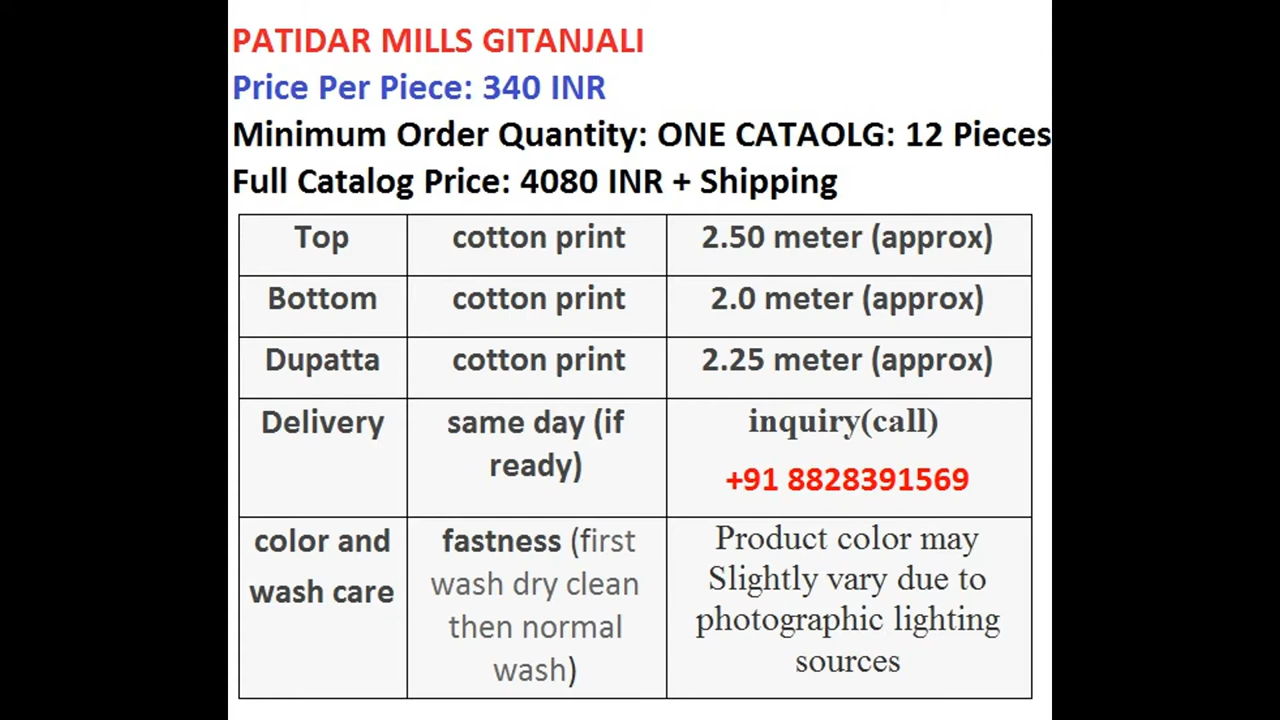 PATIDAR MILLS GITANJALI
Price Per Piece: 340 INR
Minimum Order Quantity: ONE CATAOLG: 12 Pieces
Full Catalog Price: 4080 INR + Shipping
Top cotton print 2.50 meter (approx)
Bottom cotton print 2.0 meter (approx)
Dupatta cotton print 2.25 meter (approx)
Delivery
same day (if
ready)
inquiry(call)
+91 8828391569
color and
wash care
fastness (first
wash dry clean
then normal
wash)
Product color may
Slightly vary due to
photographic lighting
sources